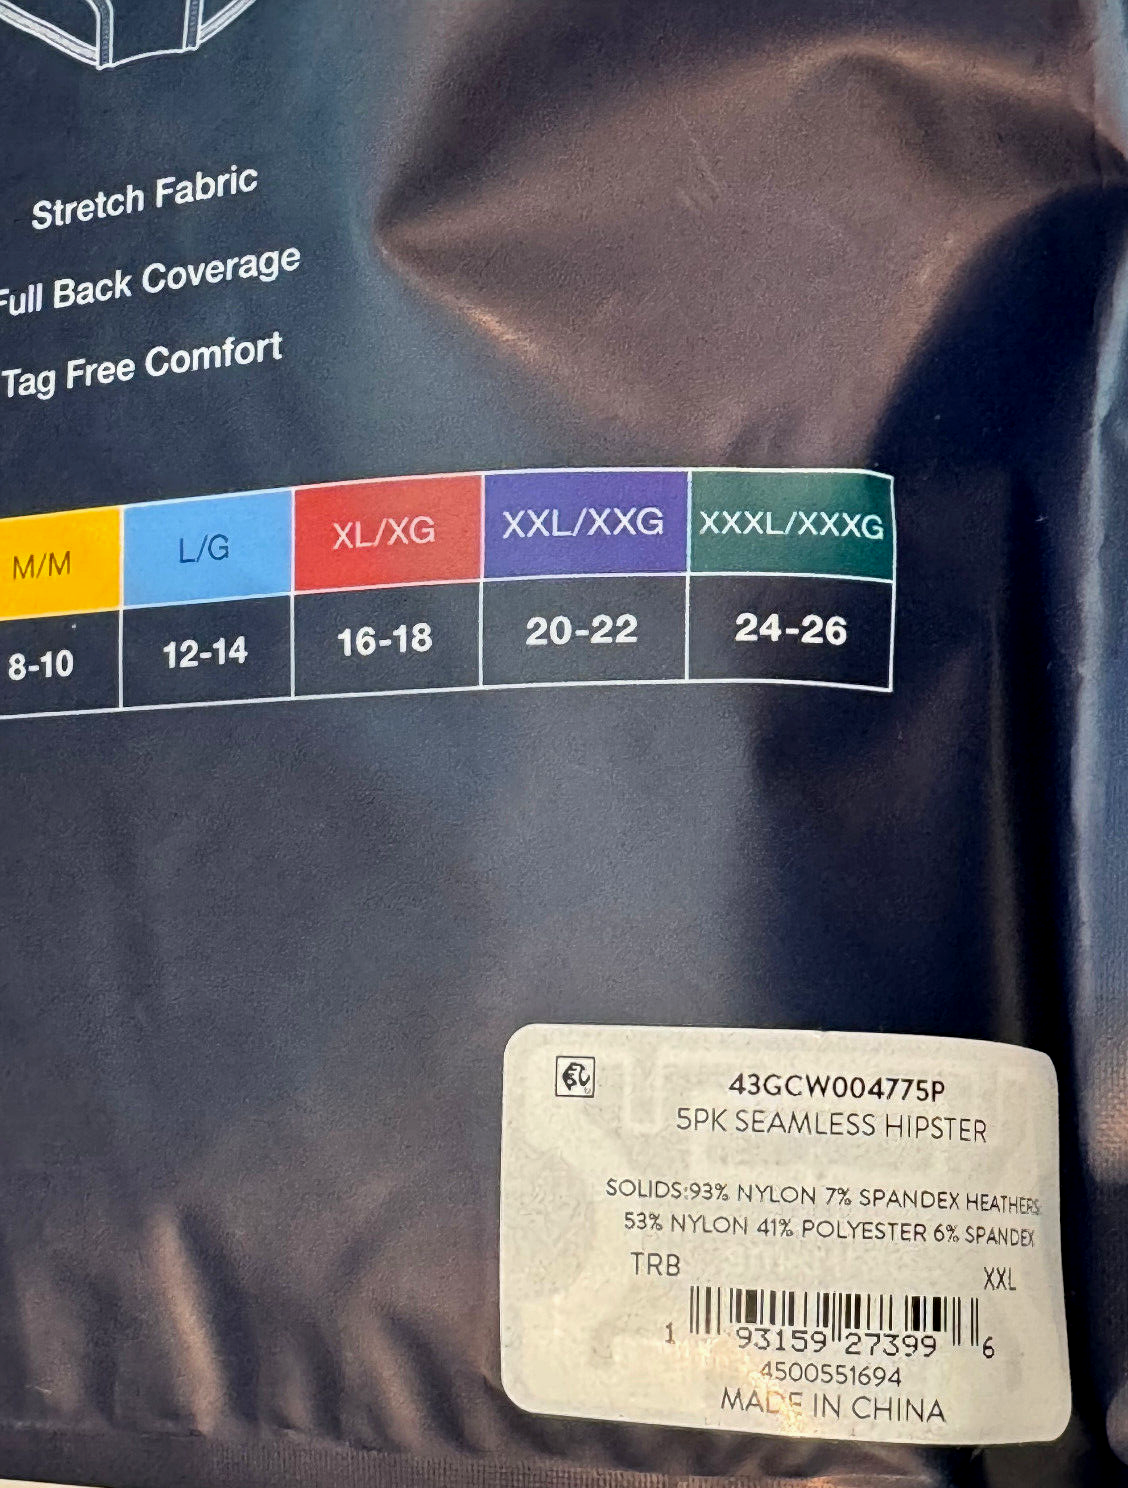 Stretch Fabric
Full Back Coverage
Tag Free Comfort
M/M L/G XL/XG XXL/XXG XXXL/XXXG
8-10 12-14 16-18 20-22 24-26
43GCW004775P
5PK SEAMLESS HIPSTER
SOLIDS:93% NYLON 7% SPANDEX HEATHERS:
53% NYLON 41% POLYESTER 6% SPANDEX
TRB XXL
1 93159 27399 6
4500551694
MADE IN CHINA